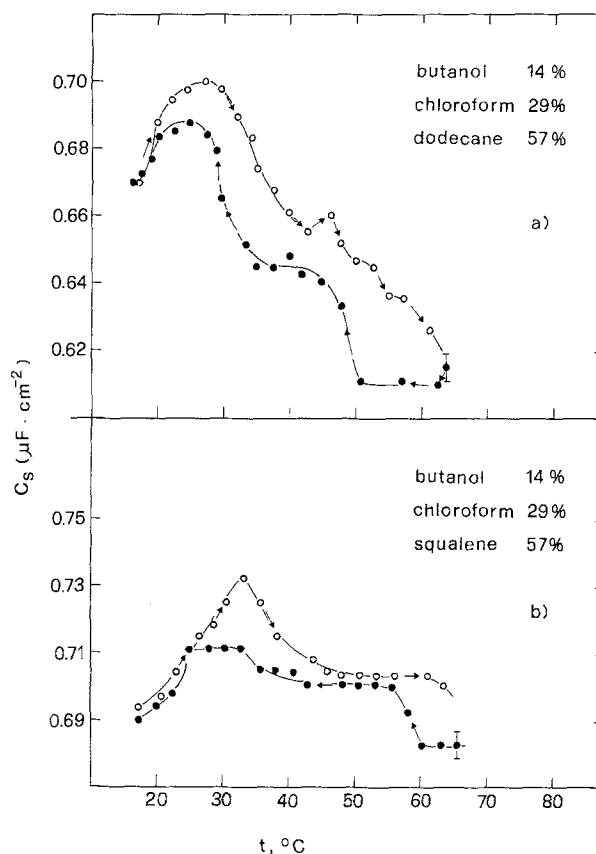 butanol 14 %
chloroform 29 %
dodecane 57 %
a)
0.70
0.68
0.66
0.64
0.62
C_S (μF · cm⁻²)
butanol 14 %
chloroform 29 %
squalene 57 %
b)
0.75
0.73
0.71
0.69
20 30 40 50 60 70 80
t, °C